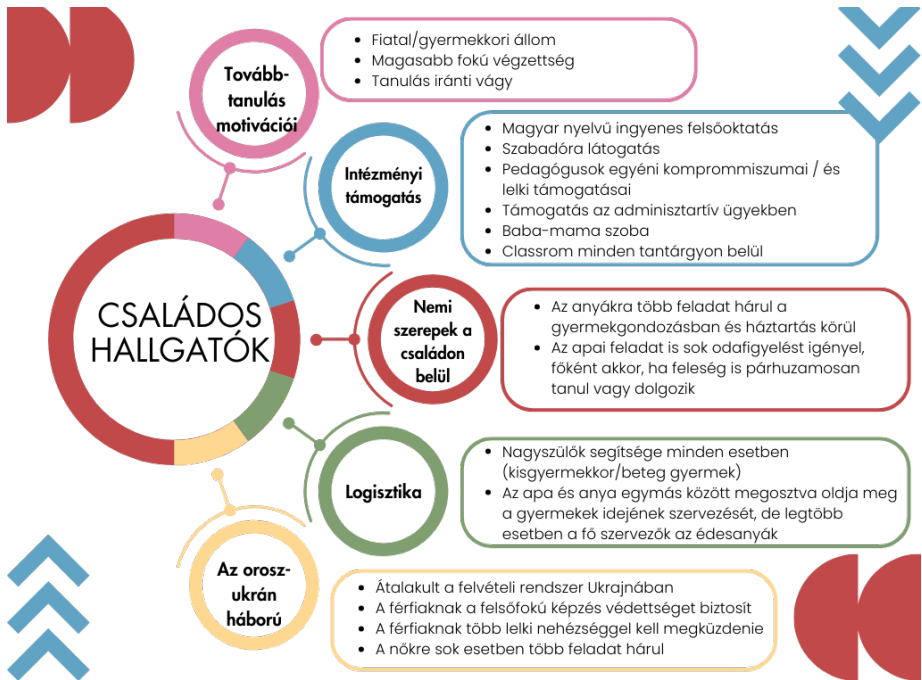 CSALÁDOS
HALLGATÓK
Tovább-
tanulás
motivációi
• Fiatal/gyermekkori állom
• Magasabb fokú végzettség
• Tanulás iránti vágy
Intézményi
támogatás
• Magyar nyelvű ingyenes felsőoktatás
• Szabadóra látogatás
• Pedagógusok egyéni komprommiszumai / és
lelki támogatásai
• Támogatás az adminisztartív ügyekben
• Baba-mama szoba
• Classrom minden tantárgyon belül
Nemi
szerepek a
családon
belül
• Az anyákra több feladat hárul a
gyermekgondozásban és háztartás körül
• Az apai feladat is sok odafigyelést igényel,
főként akkor, ha feleség is párhuzamosan
tanul vagy dolgozik
Logisztika
• Nagyszülők segítsége minden esetben
(kisgyermekkor/beteg gyermek)
• Az apa és anya egymás között megosztva oldja meg
a gyermekek idejének szervezését, de legtöbb
esetben a fő szervezők az édesanyák
Az orosz-
ukrán
háború
• Átalakult a felvételi rendszer Ukrajnában
• A férfiaknak a felsőfokú képzés védettséget biztosít
• A férfiaknak több lelki nehézséggel kell megküzdenie
• A nőkre sok esetben több feladat hárul